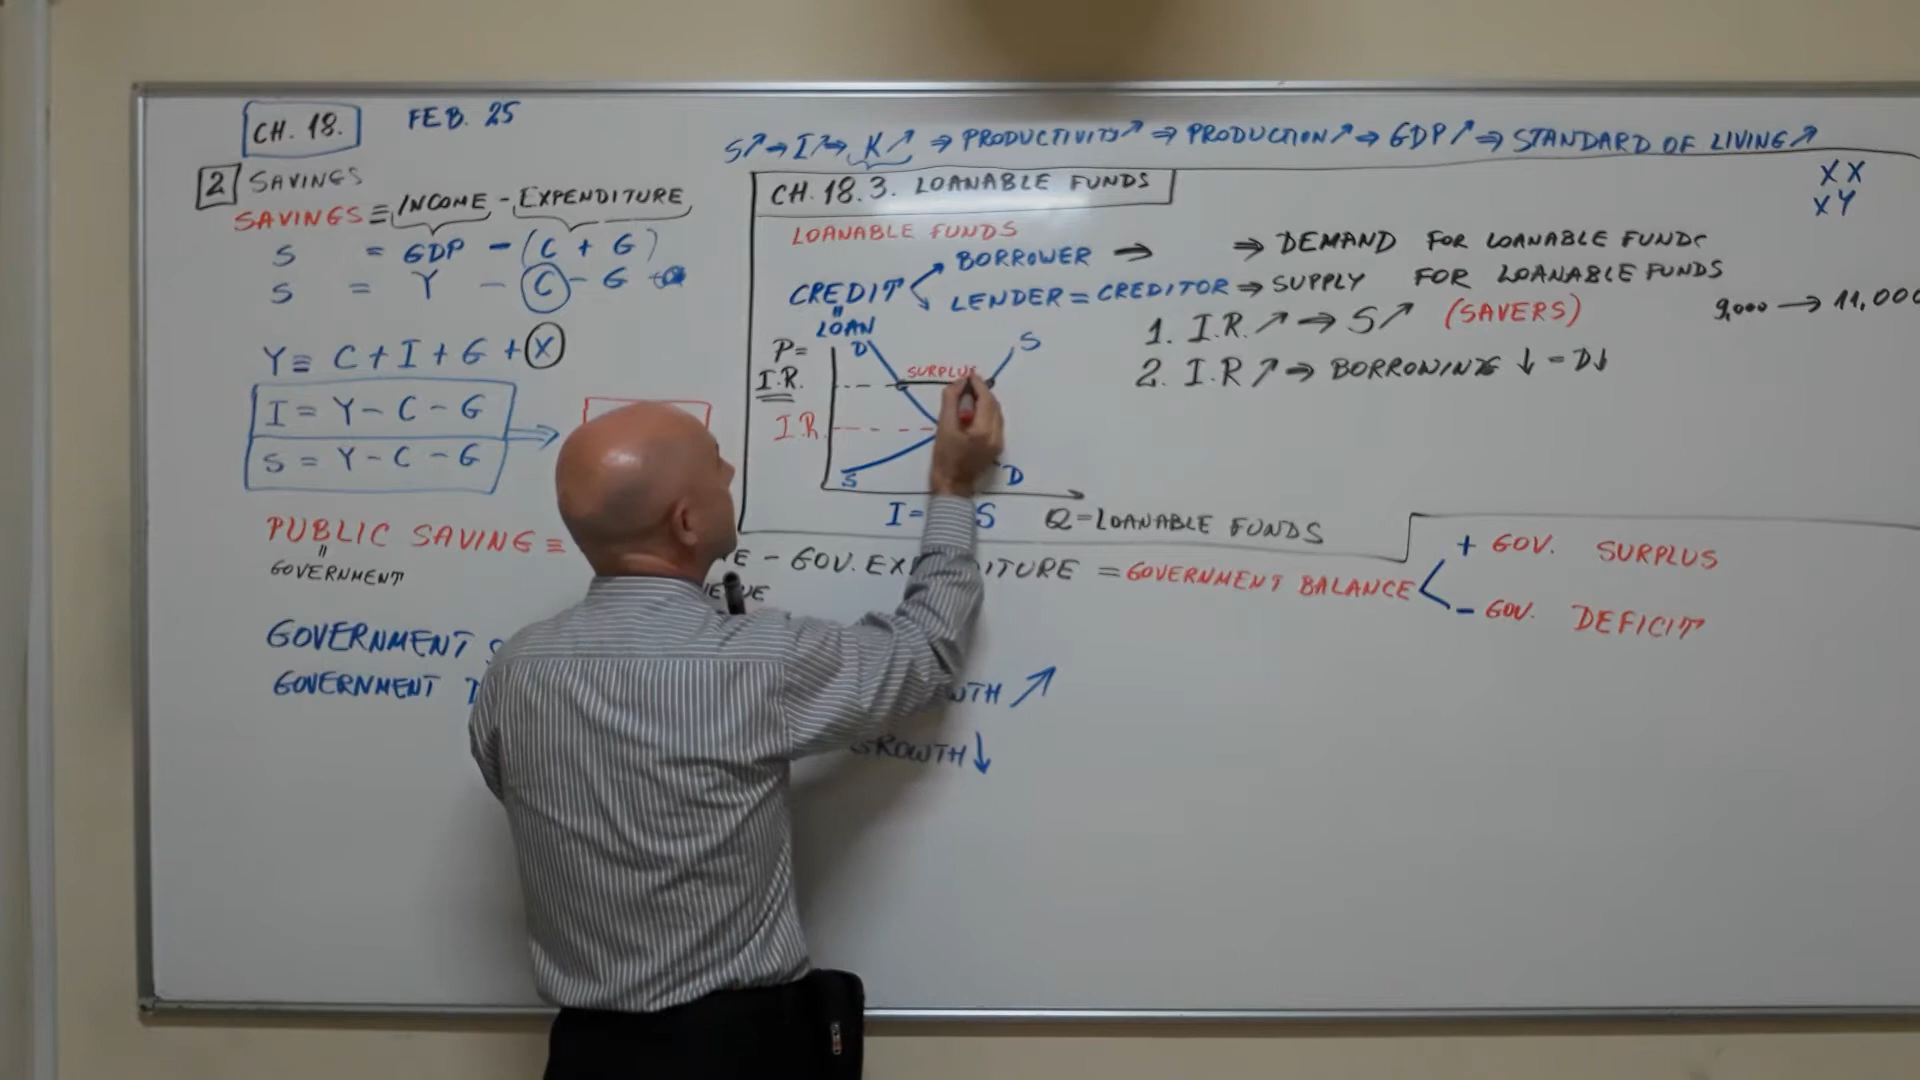 CH. 18.
FEB. 25
S↗ → I↗ → K↗ ⇒ PRODUCTIVITY↗ ⇒ PRODUCTION↗ → GDP↗ ⇒ STANDARD OF LIVING↗
2 SAVINGS
SAVINGS ≡ INCOME - EXPENDITURE
S = GDP - (C + G)
S = Y - C - G
Y ≡ C + I + G + X
I = Y - C - G
S = Y - C - G
CH. 18.3. LOANABLE FUNDS
LOANABLE FUNDS
BORROWER → ⇒ DEMAND FOR LOANABLE FUNDS
CREDIT
LENDER = CREDITOR ⇒ SUPPLY FOR LOANABLE FUNDS
"
LOAN
1. I.R. ↗ ⇒ S↗ (SAVERS)
2. I.R ↗ ⇒ BORROWING ↓ = D↓
XX
XY
9,000 → 11,000
P=
I.R.
D
SURPLUS
S
I.R.
S
D
I = S
Q = LOANABLE FUNDS
PUBLIC SAVING ≡ - GOV. EX ITURE = GOVERNMENT BALANCE
"
GOVERNMENT
+ GOV. SURPLUS
- GOV. DEFICIT
GOVERNMENT S
GOVERNMENT WTH ↗
GROWTH ↓